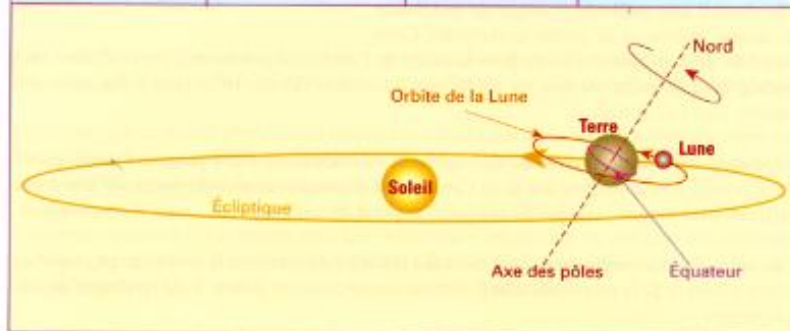 Nord
Orbite de la Lune
Terre
Lune
Soleil
Écliptique
Axe des pôles
Équateur